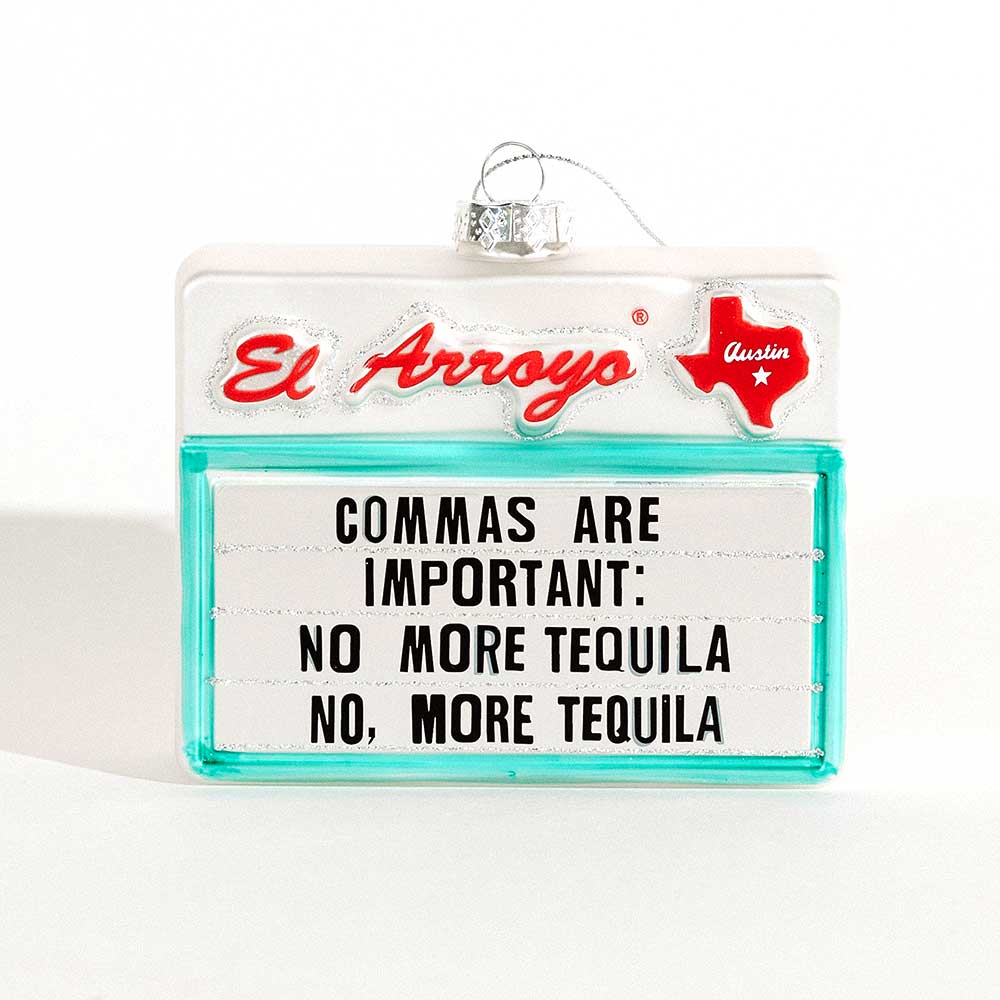 El Arroyo®
Austin
COMMAS ARE
IMPORTANT:
NO MORE TEQUILA
NO, MORE TEQUILA